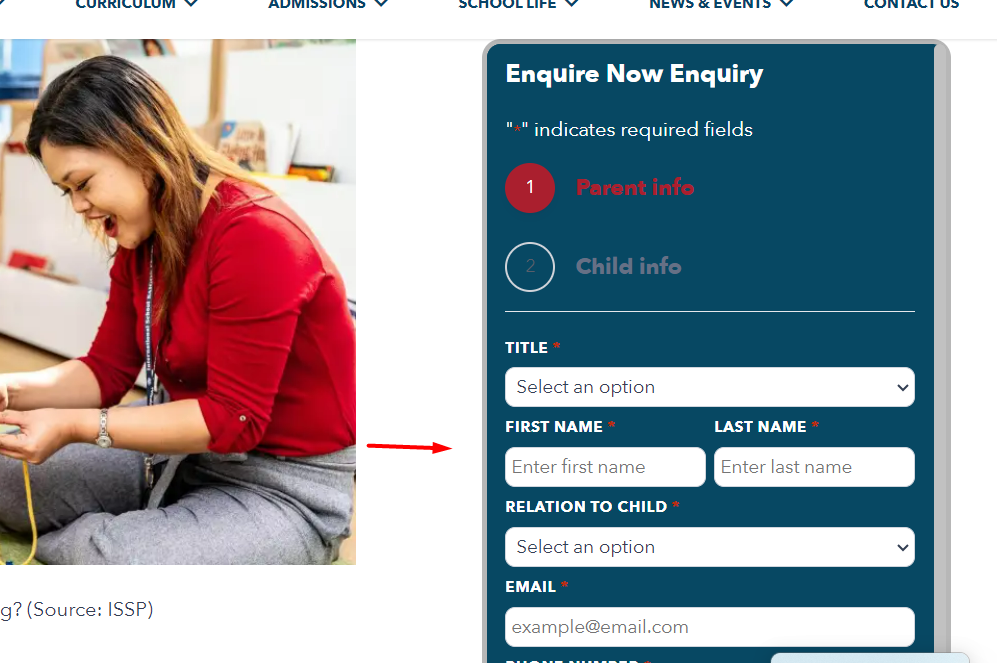 CURRICULUM ADMISSIONS SCHOOL LIFE NEWS & EVENTS CONTACT US
Enquire Now Enquiry
"*" indicates required fields
1 Parent info
2 Child info
TITLE *
Select an option
FIRST NAME * LAST NAME *
Enter first name Enter last name
RELATION TO CHILD *
Select an option
EMAIL *
example@email.com
g? (Source: ISSP)
PHONE NUMBER *